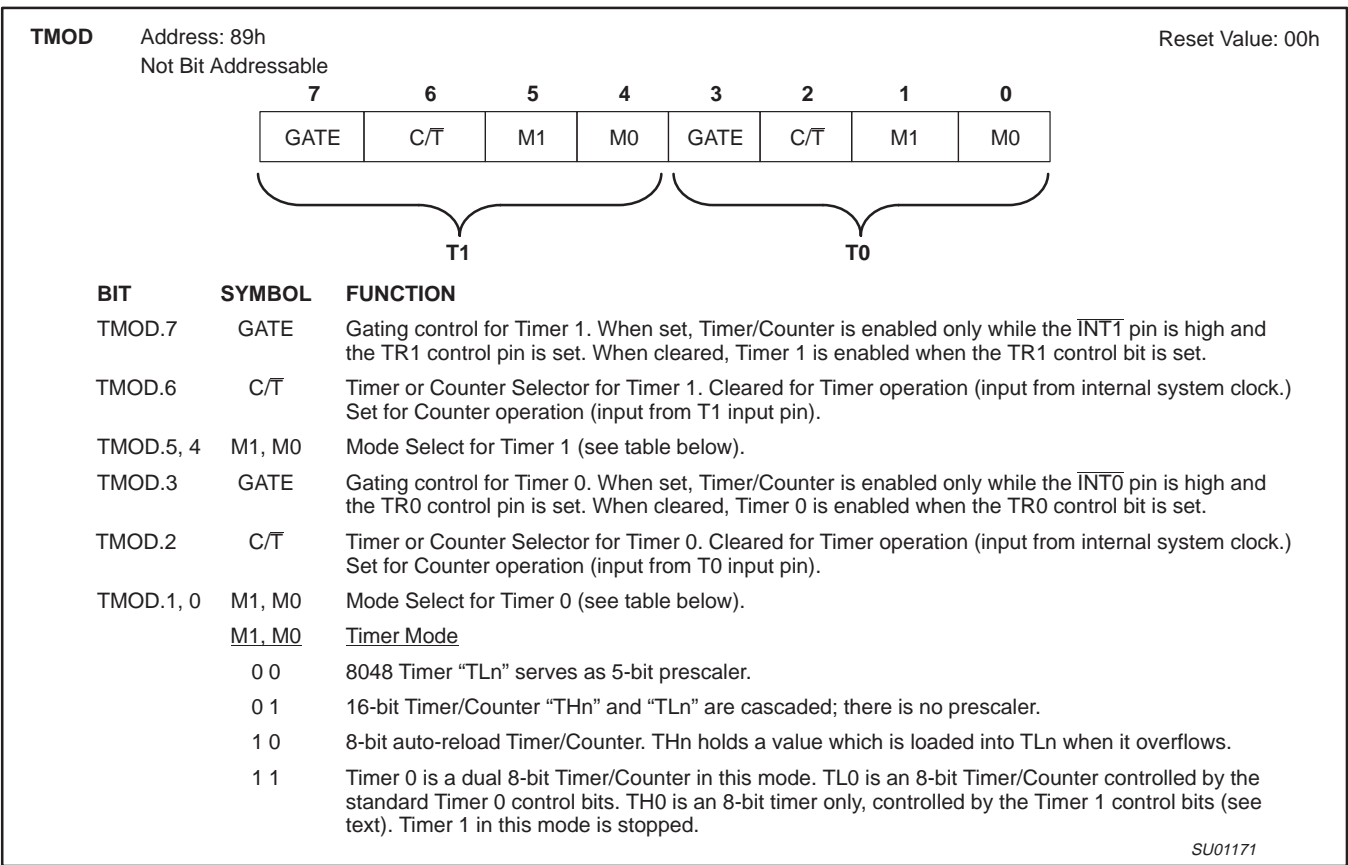 TMOD Address: 89h Reset Value: 00h
Not Bit Addressable
7 6 5 4 3 2 1 0
GATE C/T̅ M1 M0 GATE C/T̅ M1 M0
T1 T0
BIT SYMBOL FUNCTION
TMOD.7 GATE Gating control for Timer 1. When set, Timer/Counter is enabled only while the I̅N̅T̅1̅ pin is high and
the TR1 control pin is set. When cleared, Timer 1 is enabled when the TR1 control bit is set.
TMOD.6 C/T̅ Timer or Counter Selector for Timer 1. Cleared for Timer operation (input from internal system clock.)
Set for Counter operation (input from T1 input pin).
TMOD.5, 4 M1, M0 Mode Select for Timer 1 (see table below).
TMOD.3 GATE Gating control for Timer 0. When set, Timer/Counter is enabled only while the I̅N̅T̅0̅ pin is high and
the TR0 control pin is set. When cleared, Timer 0 is enabled when the TR0 control bit is set.
TMOD.2 C/T̅ Timer or Counter Selector for Timer 0. Cleared for Timer operation (input from internal system clock.)
Set for Counter operation (input from T0 input pin).
TMOD.1, 0 M1, M0 Mode Select for Timer 0 (see table below).
M1, M0 Timer Mode
0 0 8048 Timer “TLn” serves as 5-bit prescaler.
0 1 16-bit Timer/Counter “THn” and “TLn” are cascaded; there is no prescaler.
1 0 8-bit auto-reload Timer/Counter. THn holds a value which is loaded into TLn when it overflows.
1 1 Timer 0 is a dual 8-bit Timer/Counter in this mode. TL0 is an 8-bit Timer/Counter controlled by the
standard Timer 0 control bits. TH0 is an 8-bit timer only, controlled by the Timer 1 control bits (see
text). Timer 1 in this mode is stopped.
SU01171